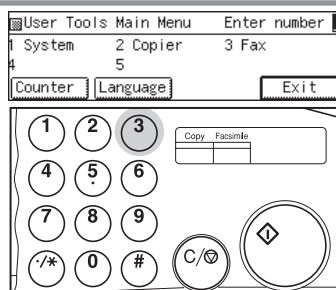 User Tools Main Menu Enter number
1 System 2 Copier 3 Fax
4 5
Counter Language Exit
1 2 3
Copy Facsimile
4 5 6
7 8 9
·/* 0 # C/